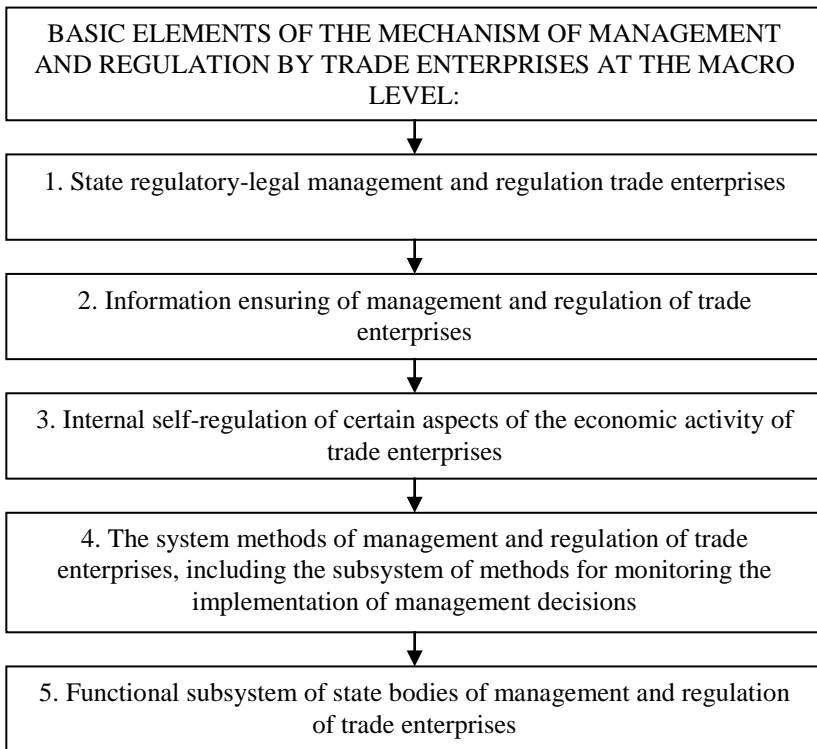 BASIC ELEMENTS OF THE MECHANISM OF MANAGEMENT
AND REGULATION BY TRADE ENTERPRISES AT THE MACRO
LEVEL:
1. State regulatory-legal management and regulation trade enterprises
2. Information ensuring of management and regulation of trade
enterprises
3. Internal self-regulation of certain aspects of the economic activity of
trade enterprises
4. The system methods of management and regulation of trade
enterprises, including the subsystem of methods for monitoring the
implementation of management decisions
5. Functional subsystem of state bodies of management and regulation
of trade enterprises